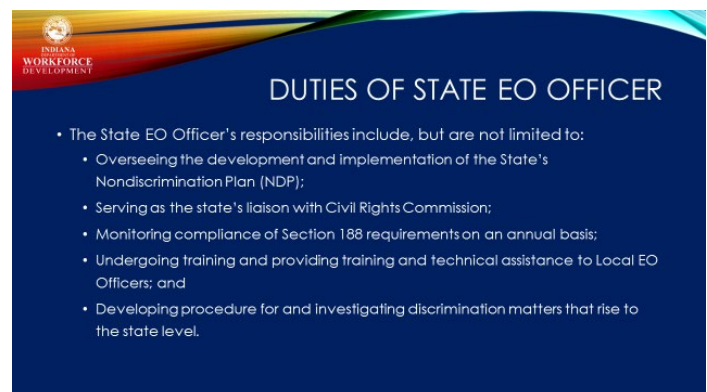 INDIANA
DEPARTMENT OF
WORKFORCE
DEVELOPMENT
DUTIES OF STATE EO OFFICER
• The State EO Officer's responsibilities include, but are not limited to:
• Overseeing the development and implementation of the State's
Nondiscrimination Plan (NDP);
• Serving as the state's liaison with Civil Rights Commission;
• Monitoring compliance of Section 188 requirements on an annual basis;
• Undergoing training and providing training and technical assistance to Local EO
Officers; and
• Developing procedure for and investigating discrimination matters that rise to
the state level.